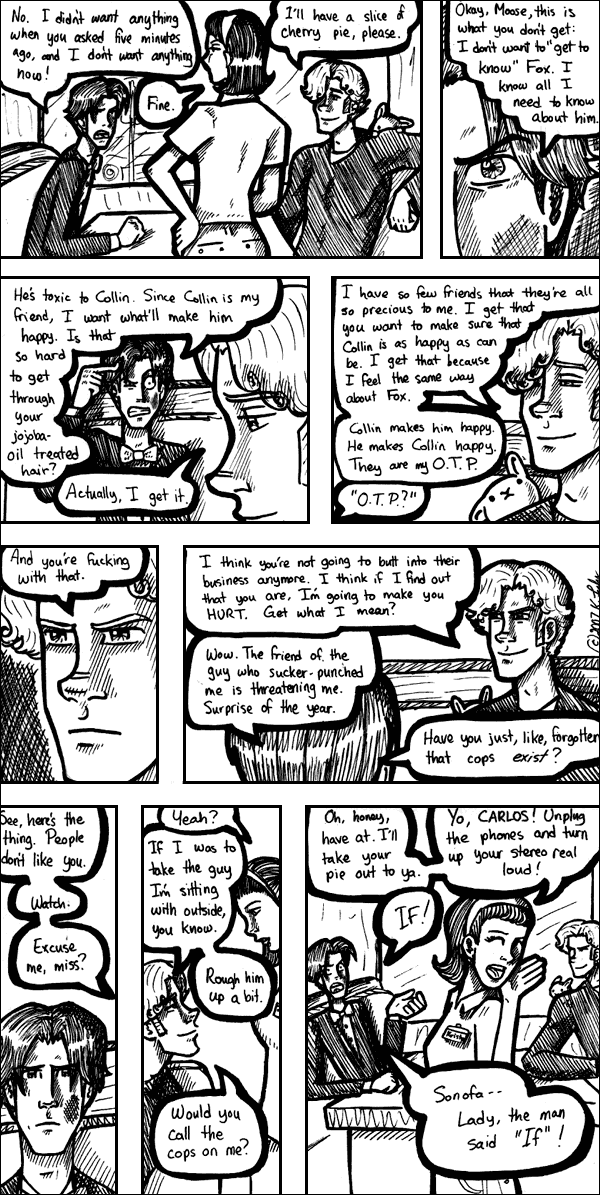 No. I didn't want anything
when you asked five minutes
ago, and I don't want anything
now!
Fine.
I'll have a slice of
cherry pie, please.
Okay, Moose, this is
what you don't get:
I don't want to "get to
know" Fox. I
know all I
need to know
about him.
He's toxic to Collin. Since Collin is my
friend, I want what'll make him
happy. Is that
so hard
to get
through
your
jojoba-
oil treated
hair?
Actually, I get it.
I have so few friends that they're all
so precious to me. I get that
you want to make sure that
Collin is as happy as can
be. I get that because
I feel the same way
about Fox.
Collin makes him happy.
He makes Collin happy.
They are my O.T.P.
"O.T.P.?"
And you're fucking
with that.
I think you're not going to butt into their
business anymore. I think if I find out
that you are, I'm going to make you
HURT. Get what I mean?
Wow. The friend of the
guy who sucker-punched
me is threatening me.
Surprise of the year.
Have you just, like, forgotten
that cops exist?
See, here's the
thing. People
don't like you.
Watch.
Excuse
me, miss?
Yeah?
If I was to
take the guy
I'm sitting
with outside,
you know.
Rough him
up a bit.
Would you
call the
cops on me?
Oh, honey,
have at. I'll
take your
pie out to ya.
Yo, CARLOS! Unplug
the phones and turn
up your stereo real
loud!
IF!
Sonofa--
Lady, the man
said "If"!